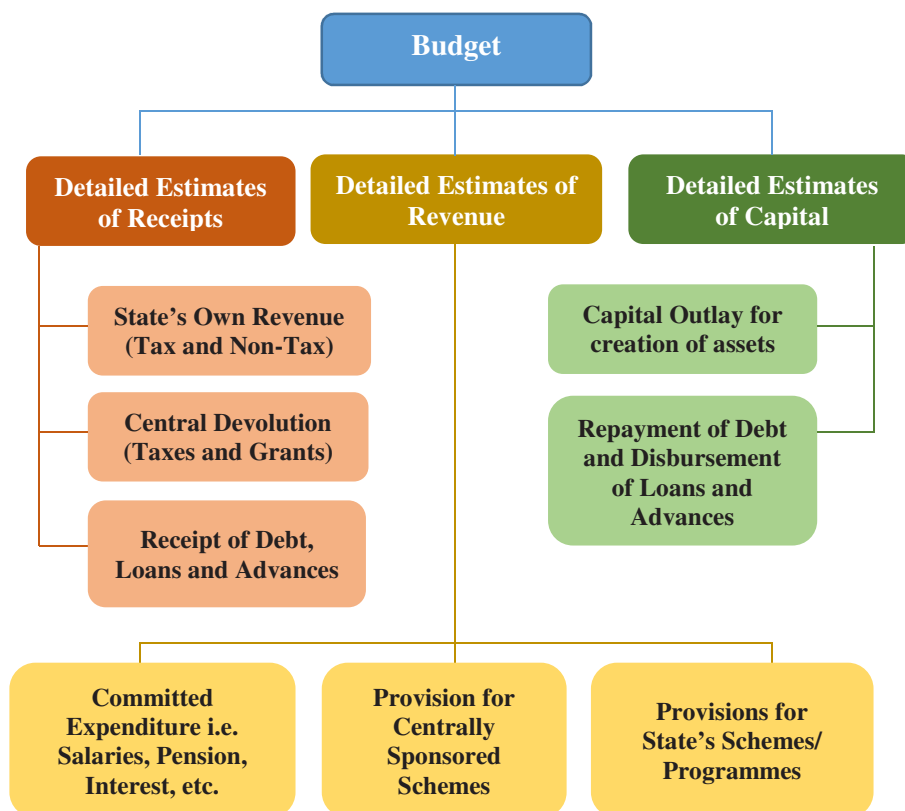 Budget
Detailed Estimates
of Receipts
Detailed Estimates of
Revenue
Detailed Estimates
of Capital
State’s Own Revenue
(Tax and Non-Tax)
Central Devolution
(Taxes and Grants)
Receipt of Debt,
Loans and Advances
Capital Outlay for
creation of assets
Repayment of Debt
and Disbursement
of Loans and
Advances
Committed
Expenditure i.e.
Salaries, Pension,
Interest, etc.
Provision for
Centrally
Sponsored
Schemes
Provisions for
State’s Schemes/
Programmes